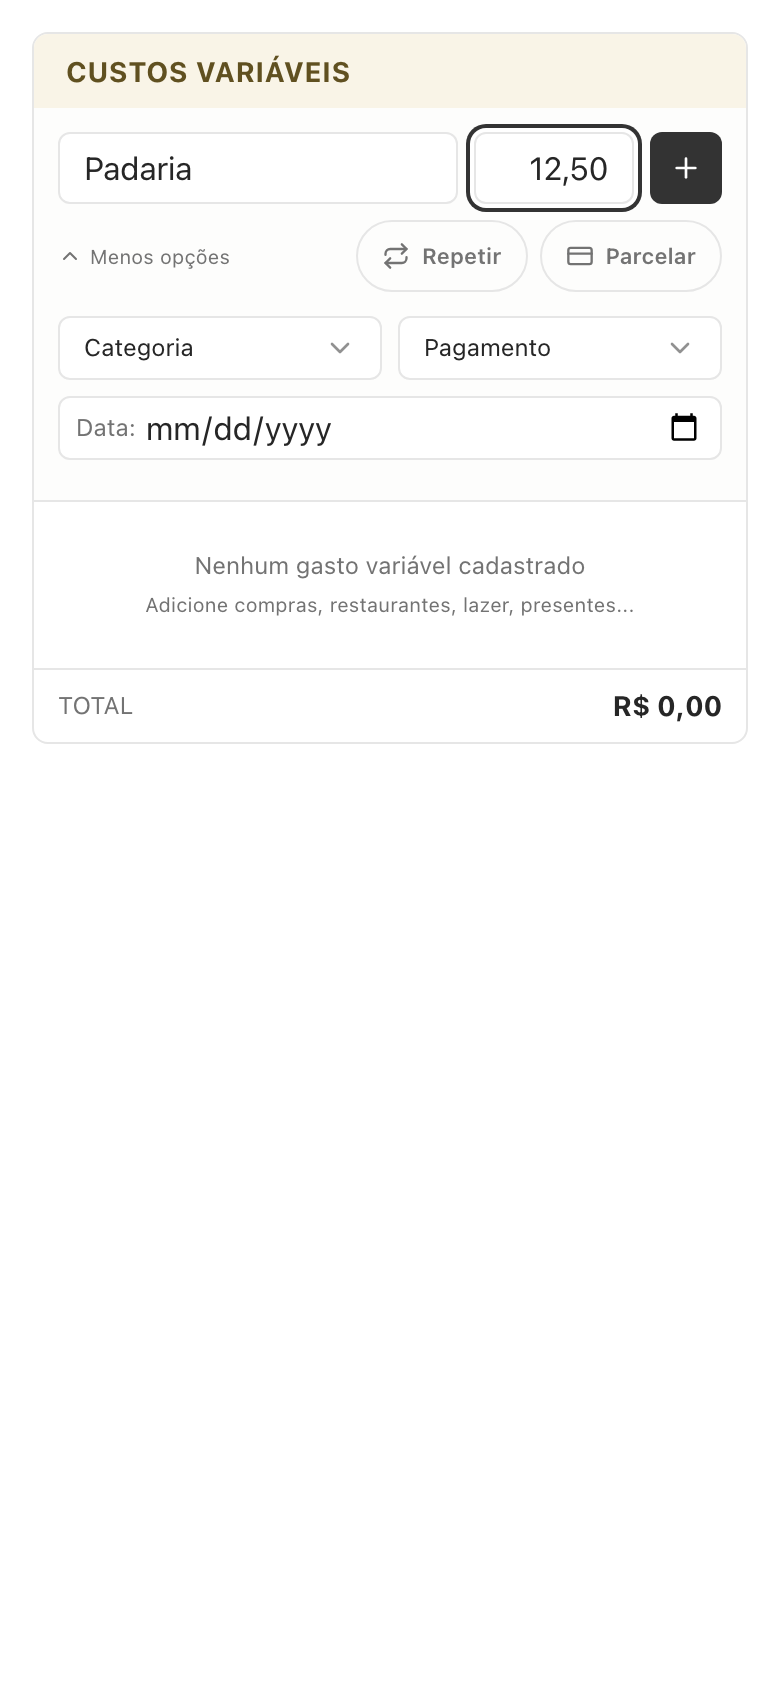 CUSTOS VARIÁVEIS
Padaria 12,50
Menos opções Repetir Parcelar
Categoria Pagamento
Data: mm/dd/yyyy
Nenhum gasto variável cadastrado
Adicione compras, restaurantes, lazer, presentes...
TOTAL R$ 0,00